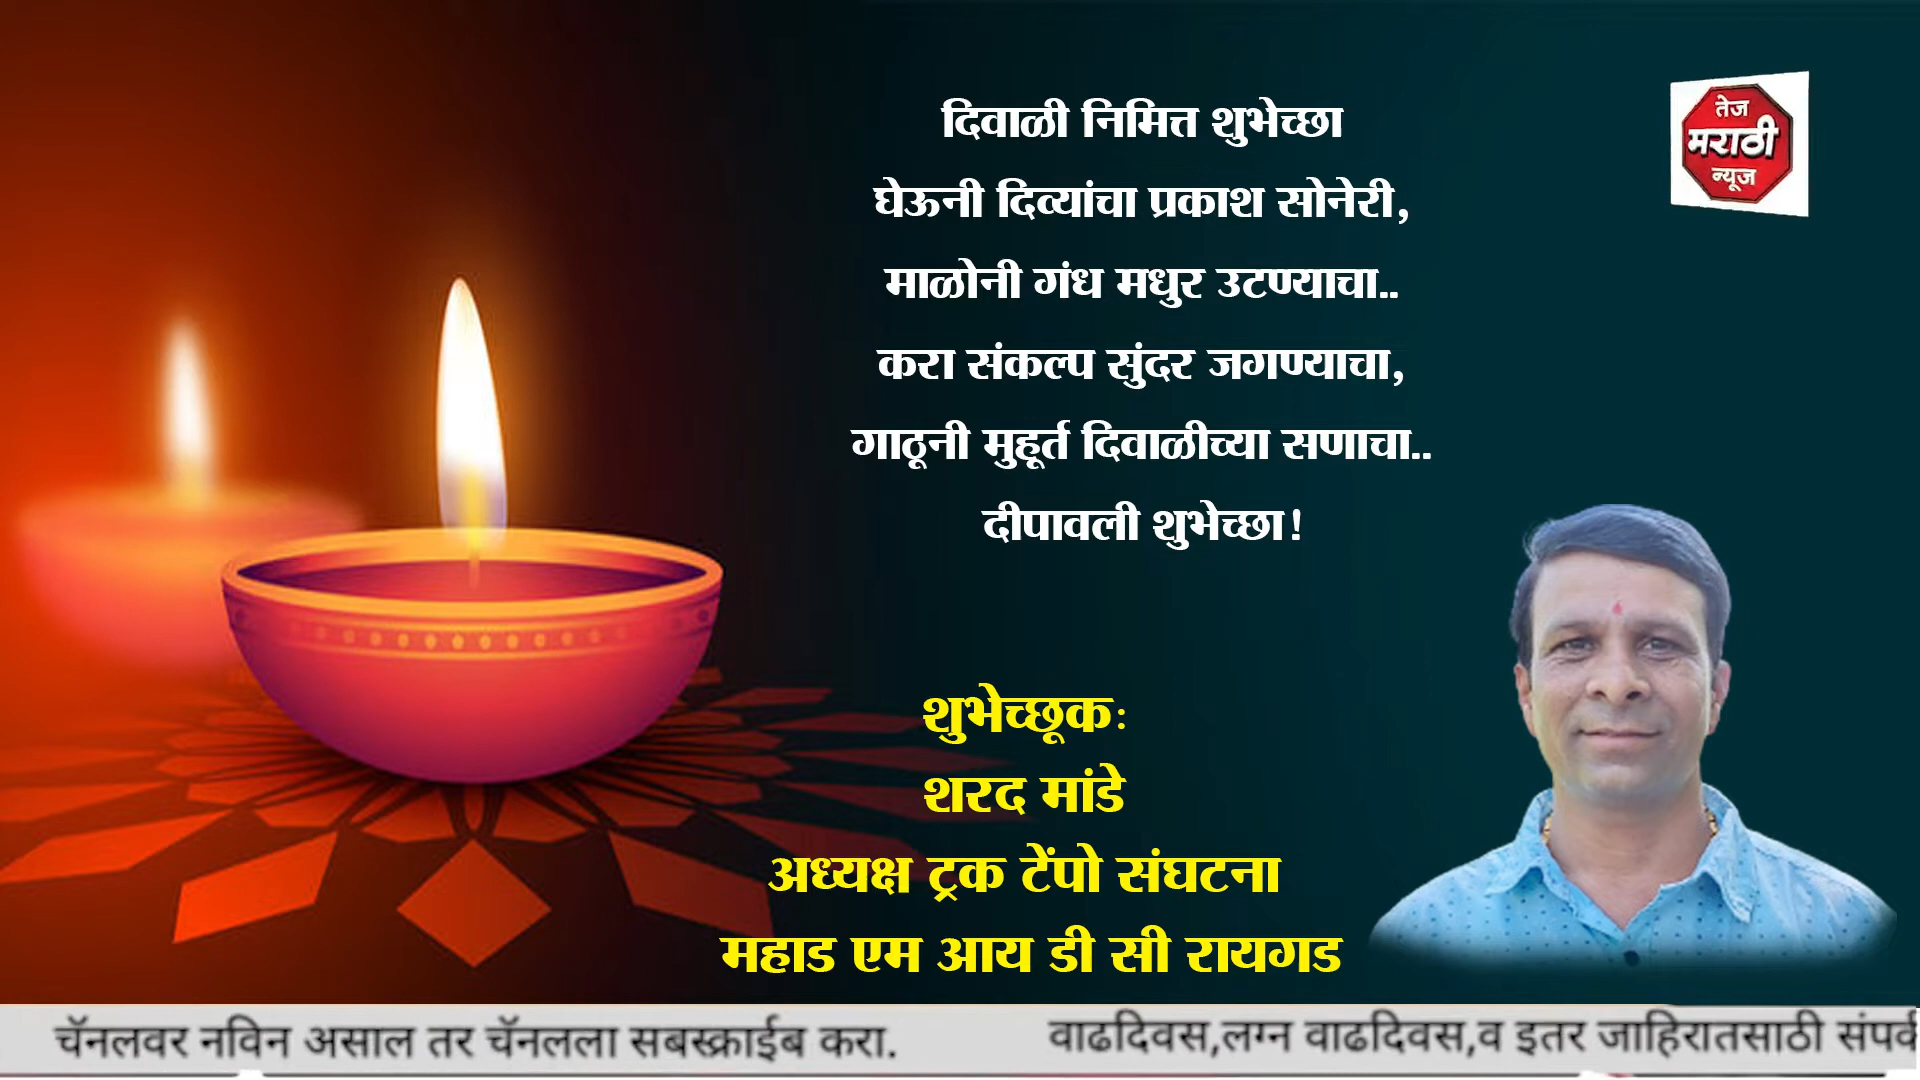 दिवाळी निमित्त शुभेच्छा
घेऊनी दिव्यांचा प्रकाश सोनेरी,
माळोनी गंध मधुर उटण्याचा..
करा संकल्प सुंदर जगण्याचा,
गाठूनी मुहूर्त दिवाळीच्या सणाचा..
दीपावली शुभेच्छा!
तेज
मराठी
न्यूज
शुभेच्छूक:
शरद मांडे
अध्यक्ष ट्रक टेंपो संघटना
महाड एम आय डी सी रायगड
चॅनलवर नविन असाल तर चॅनलला सबस्क्राईब करा. वाढदिवस,लग्न वाढदिवस,व इतर जाहिरातसाठी संपर्क